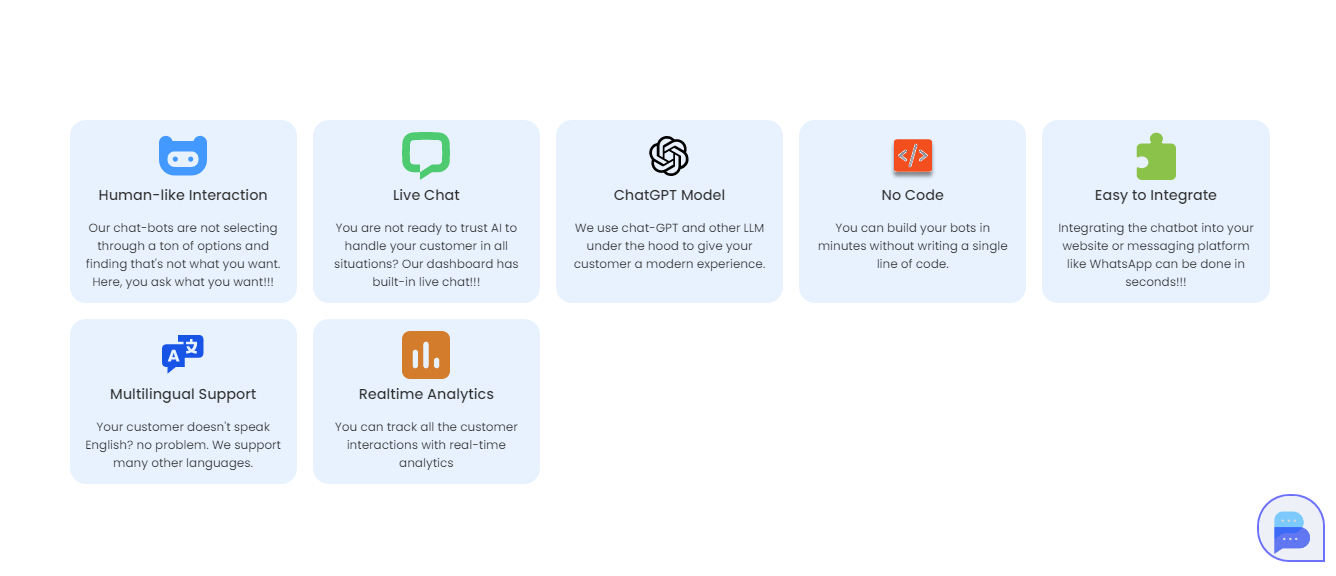 Human-like Interaction
Our chat-bots are not selecting
through a ton of options and
finding that's not what you want.
Here, you ask what you want!!!
Live Chat
You are not ready to trust AI to
handle your customer in all
situations? Our dashboard has
built-in live chat!!!
ChatGPT Model
We use chat-GPT and other LLM
under the hood to give your
customer a modern experience.
No Code
You can build your bots in
minutes without writing a single
line of code.
Easy to Integrate
Integrating the chatbot into your
website or messaging platform
like WhatsApp can be done in
seconds!!!
Multilingual Support
Your customer doesn't speak
English? no problem. We support
many other languages.
Realtime Analytics
You can track all the customer
interactions with real-time
analytics